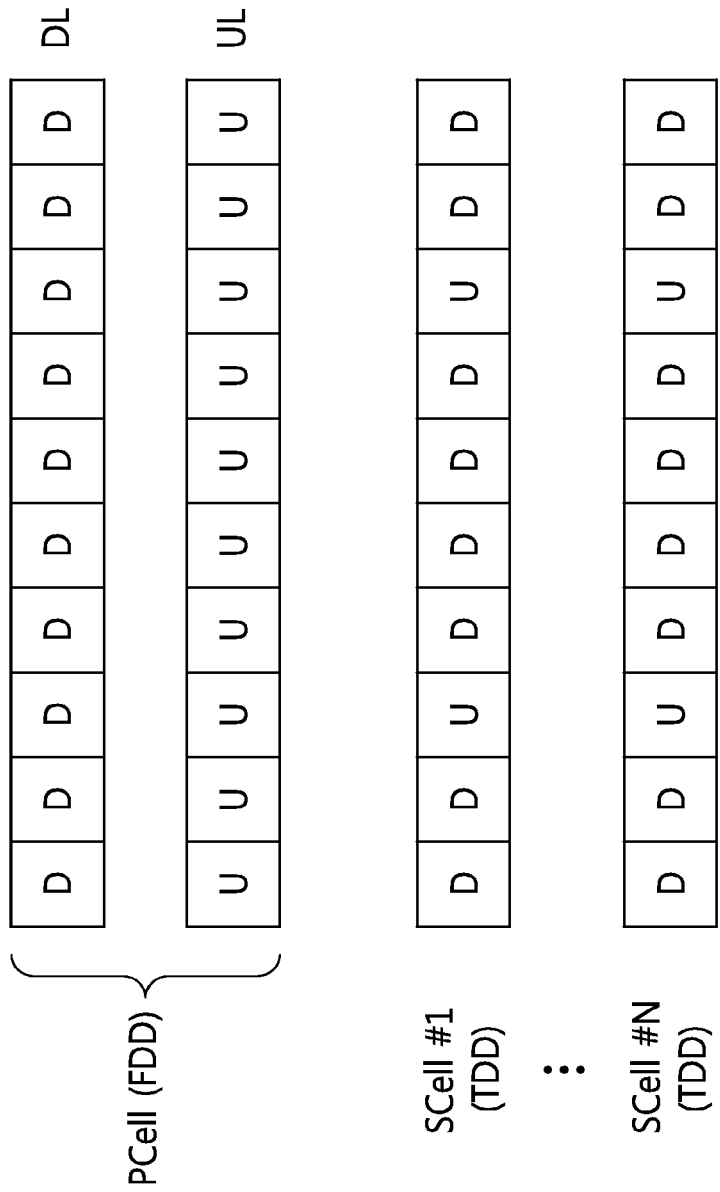 PCell (FDD)
D D D D D D D D D D DL
U U U U U U U U U U UL
SCell #1
(TDD)
D D U D D D D U D D
SCell #N
(TDD)
D D U D D D D U D D